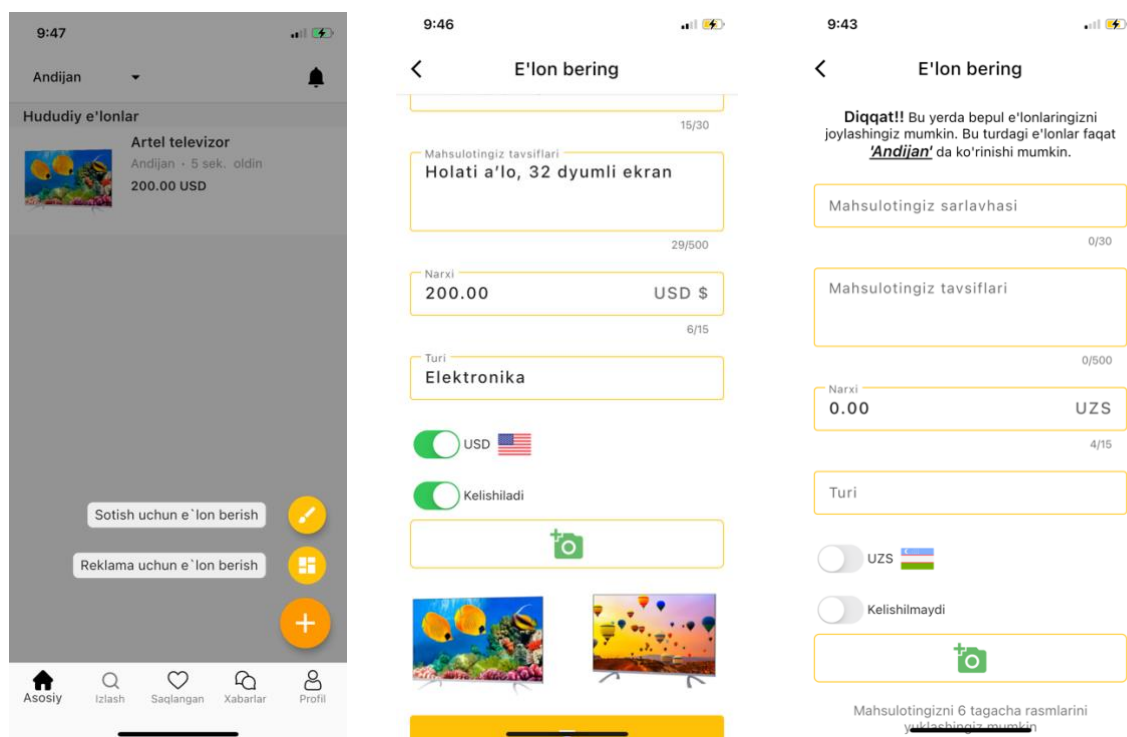 9:47
Andijan
Hududiy e'lonlar
Artel televizor
Andijan · 5 sek. oldin
200.00 USD
Sotish uchun e`lon berish
Reklama uchun e`lon berish
Asosiy
Izlash
Saqlangan
Xabarlar
Profil
9:46
E'lon bering
15/30
Mahsulotingiz tavsiflari
Holati a'lo, 32 dyumli ekran
29/500
Narxi
200.00 USD $
6/15
Turi
Elektronika
USD
Kelishiladi
9:43
E'lon bering
Diqqat!! Bu yerda bepul e'lonlaringizni
joylashingiz mumkin. Bu turdagi e'lonlar faqat
'Andijan' da ko'rinishi mumkin.
Mahsulotingiz sarlavhasi
0/30
Mahsulotingiz tavsiflari
0/500
Narxi
0.00 UZS
4/15
Turi
UZS
Kelishilmaydi
Mahsulotingizni 6 tagacha rasmlarini
yuklashingiz mumkin